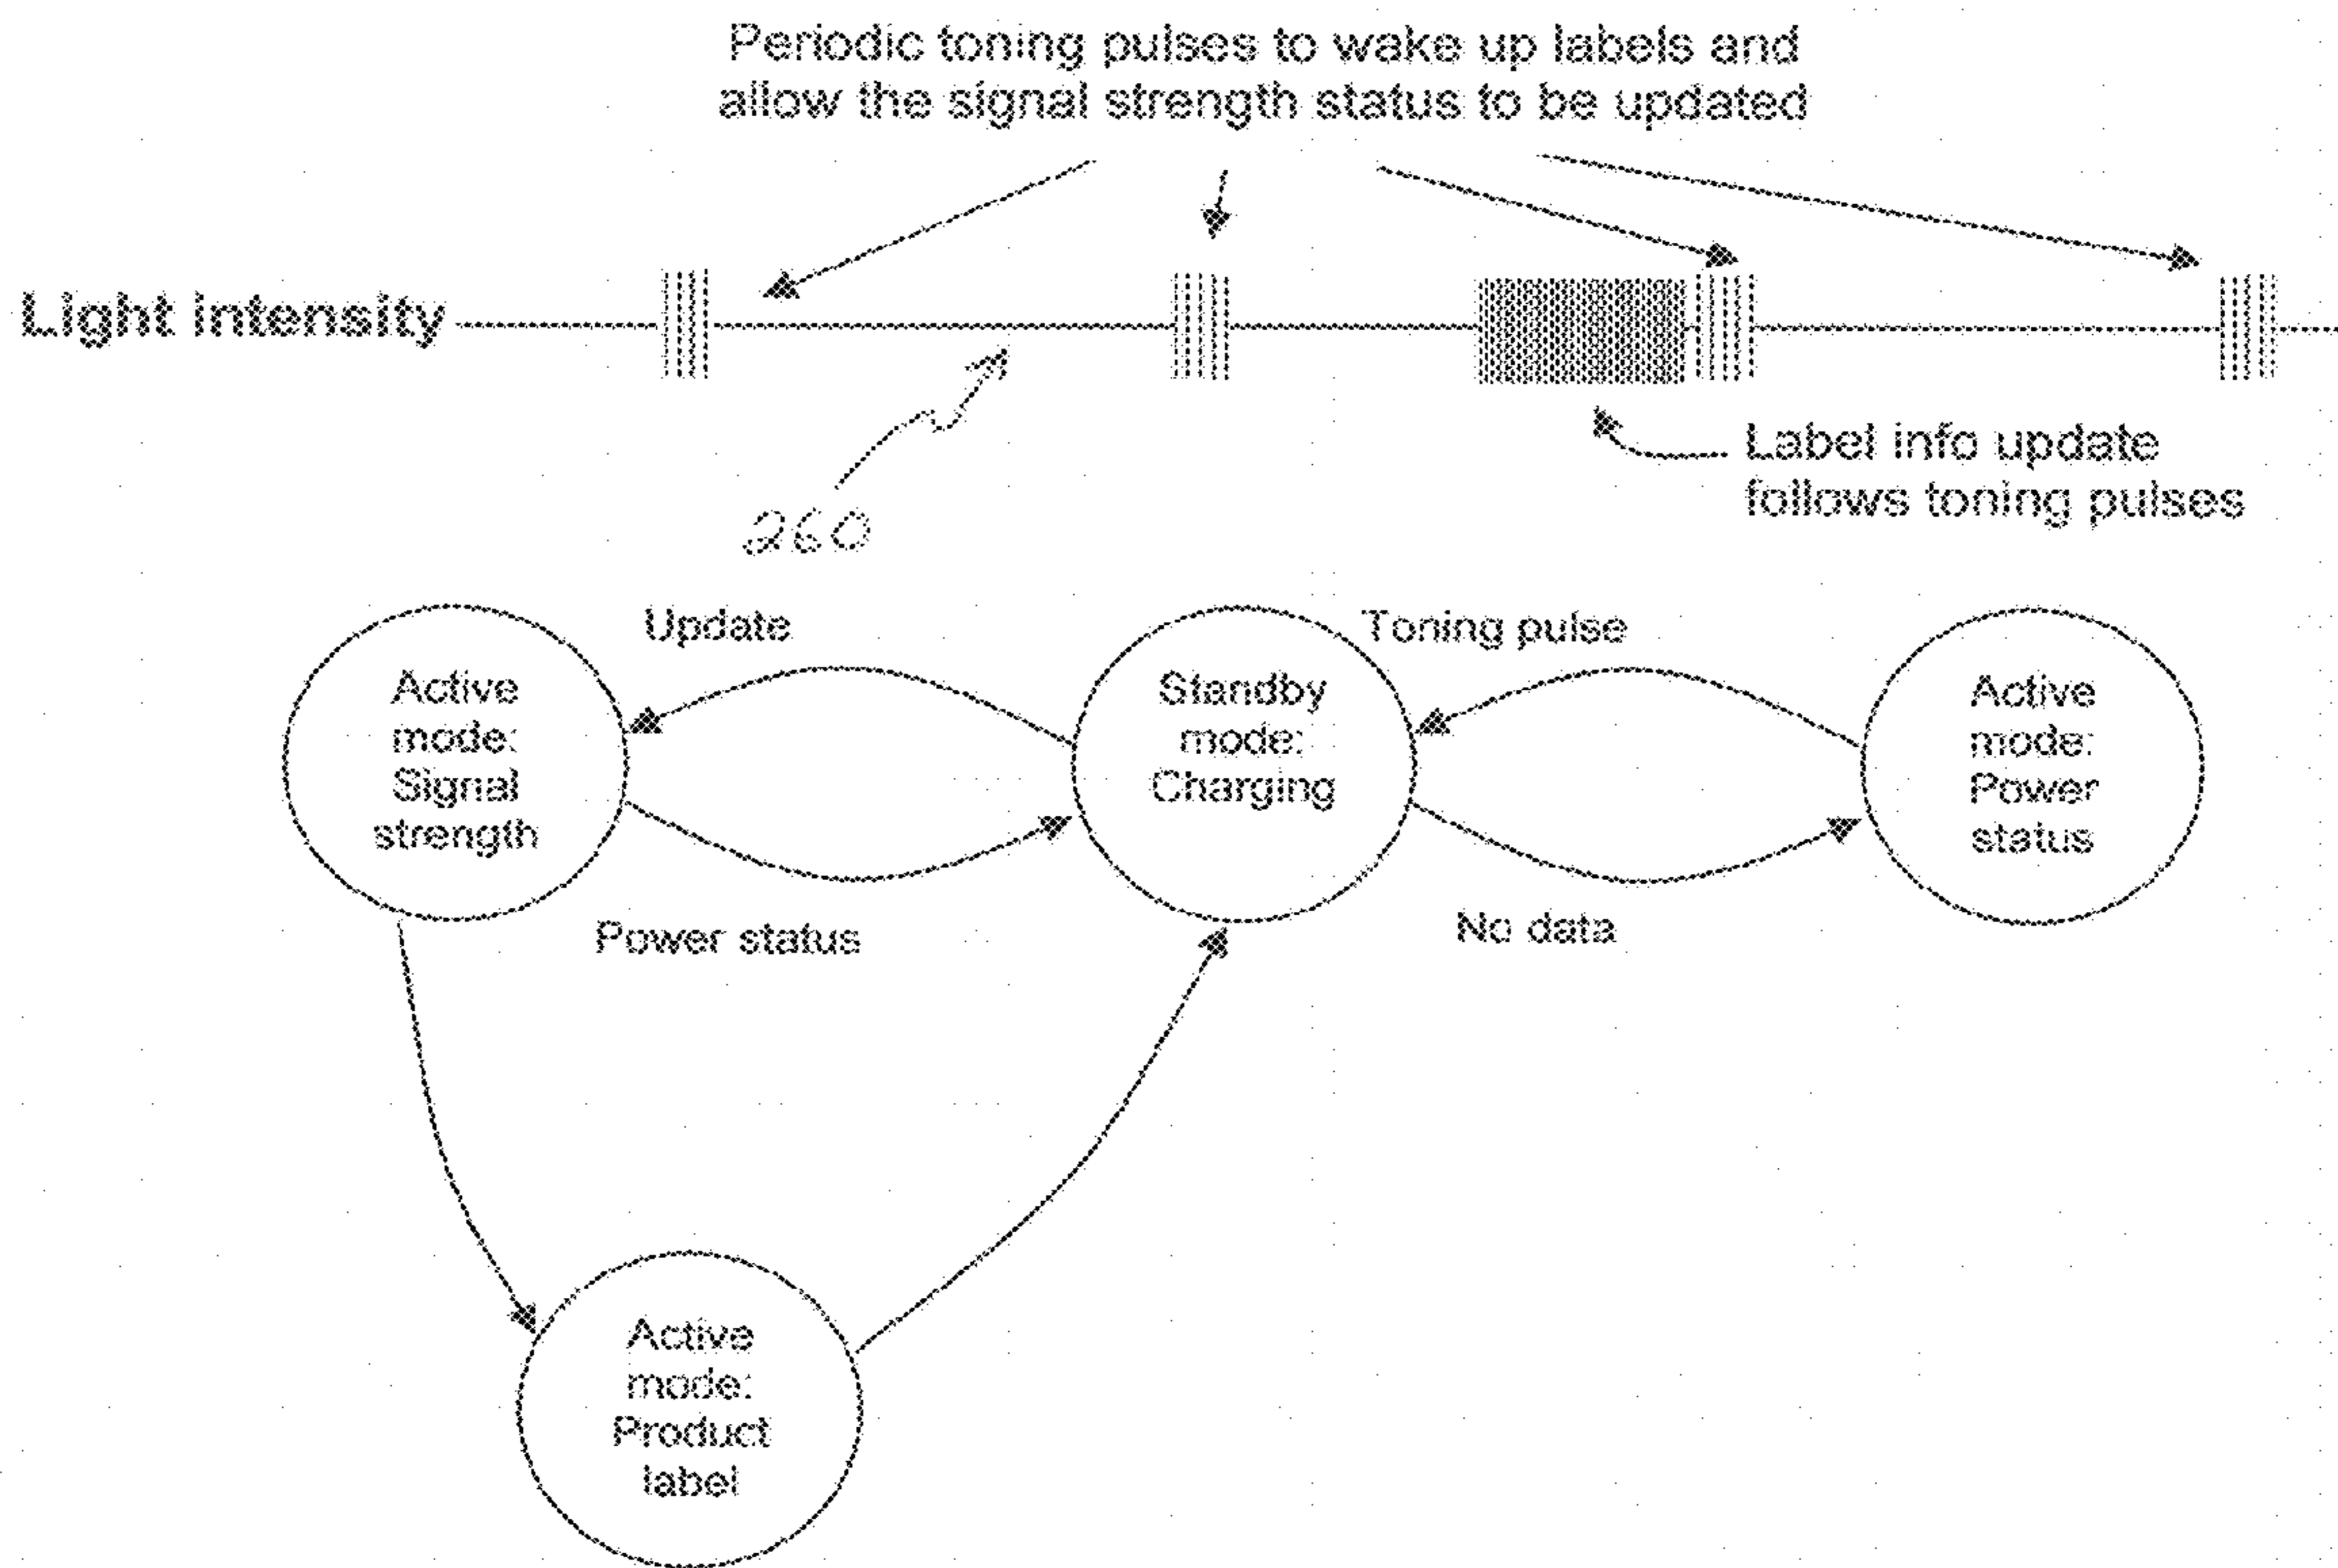 Periodic toning pulses to wake up labels and
allow the signal strength status to be updated
Light intensity
Label info update
follows toning pulses
260
Update
Toning pulse
Active
mode:
Signal
strength
Standby
mode:
Charging
Active
mode:
Power
status
Power status
No data
Active
mode:
Product
label